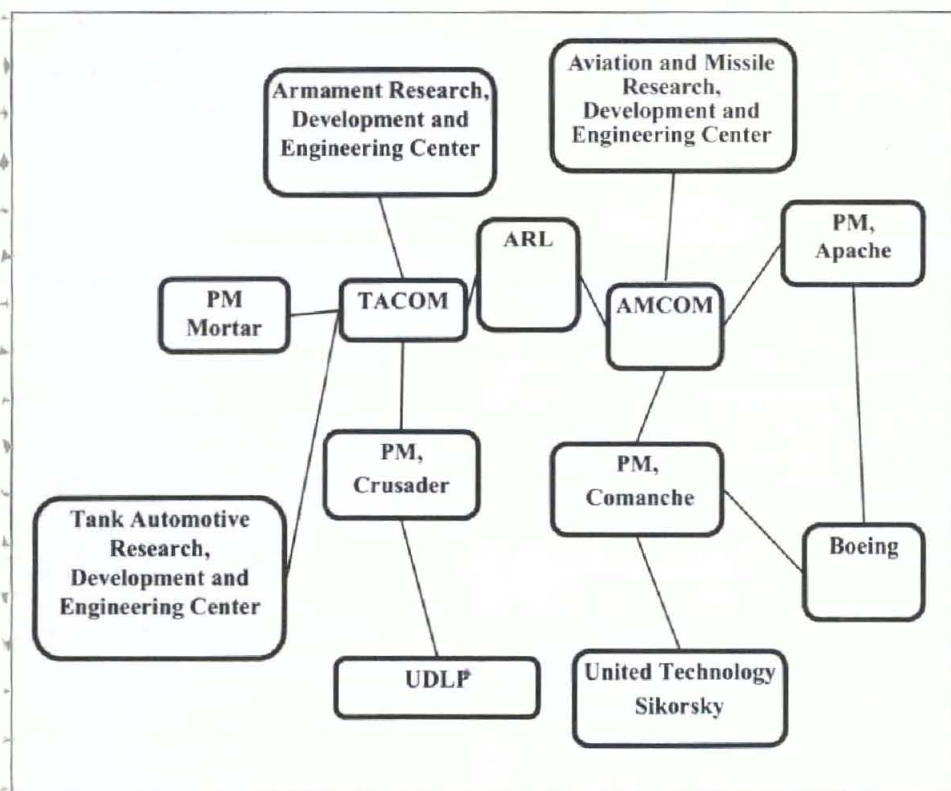 Armament Research,
Development and
Engineering Center
Aviation and Missile
Research,
Development and
Engineering Center
ARL
PM,
Apache
PM
Mortar
TACOM
AMCOM
PM,
Crusader
PM,
Comanche
Tank Automotive
Research,
Development and
Engineering Center
Boeing
UDLP*
United Technology
Sikorsky